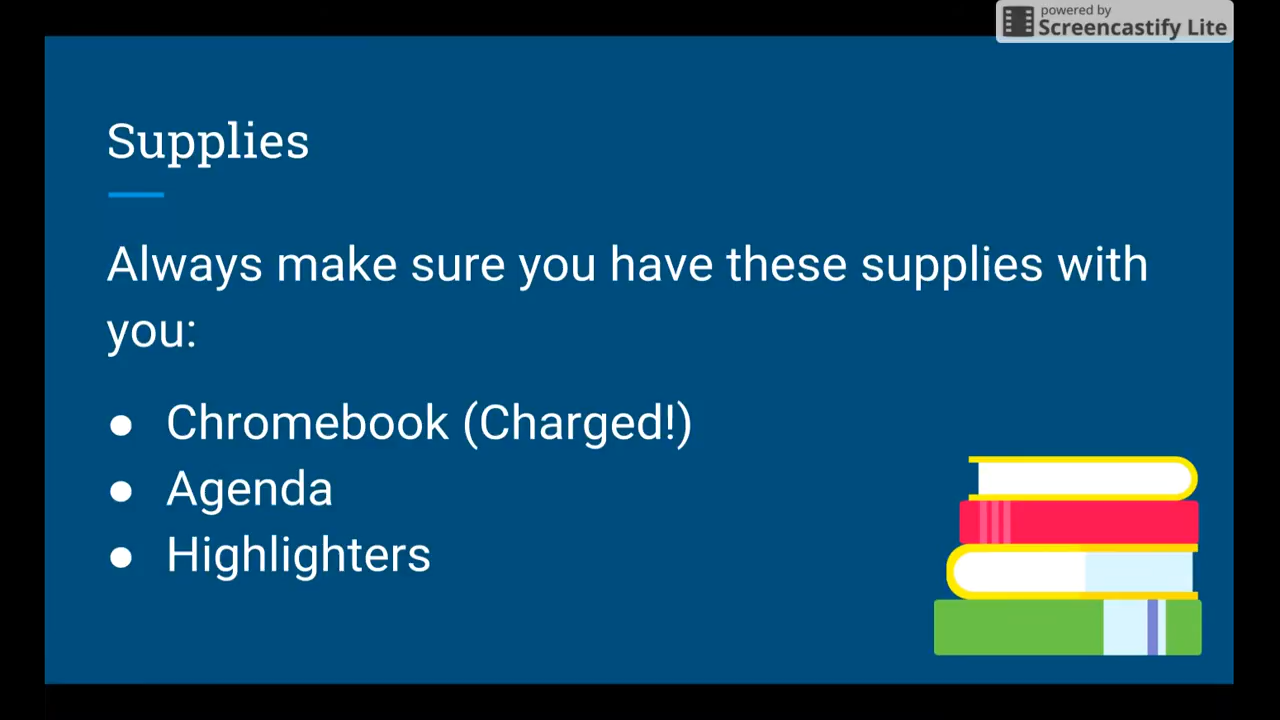 powered by
Screencastify Lite
Supplies
Always make sure you have these supplies with
you:
● Chromebook (Charged!)
● Agenda
● Highlighters